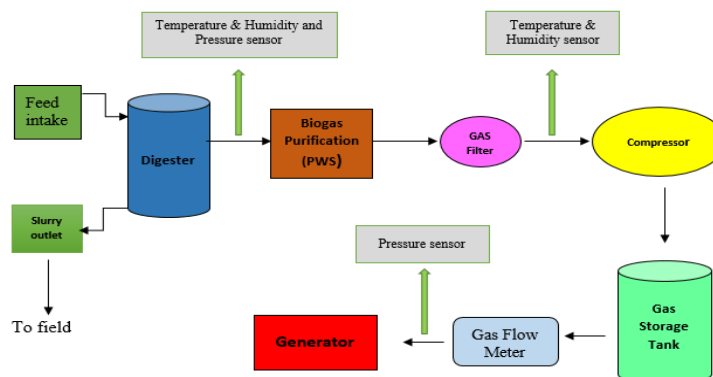 Temperature & Humidity and
Pressure sensor
Temperature &
Humidity sensor
Feed
intake
Digester
Biogas
Purification
(PWS)
GAS
Filter
Compressor
Slurry
outlet
To field
Pressure sensor
Generator
Gas Flow
Meter
Gas
Storage
Tank